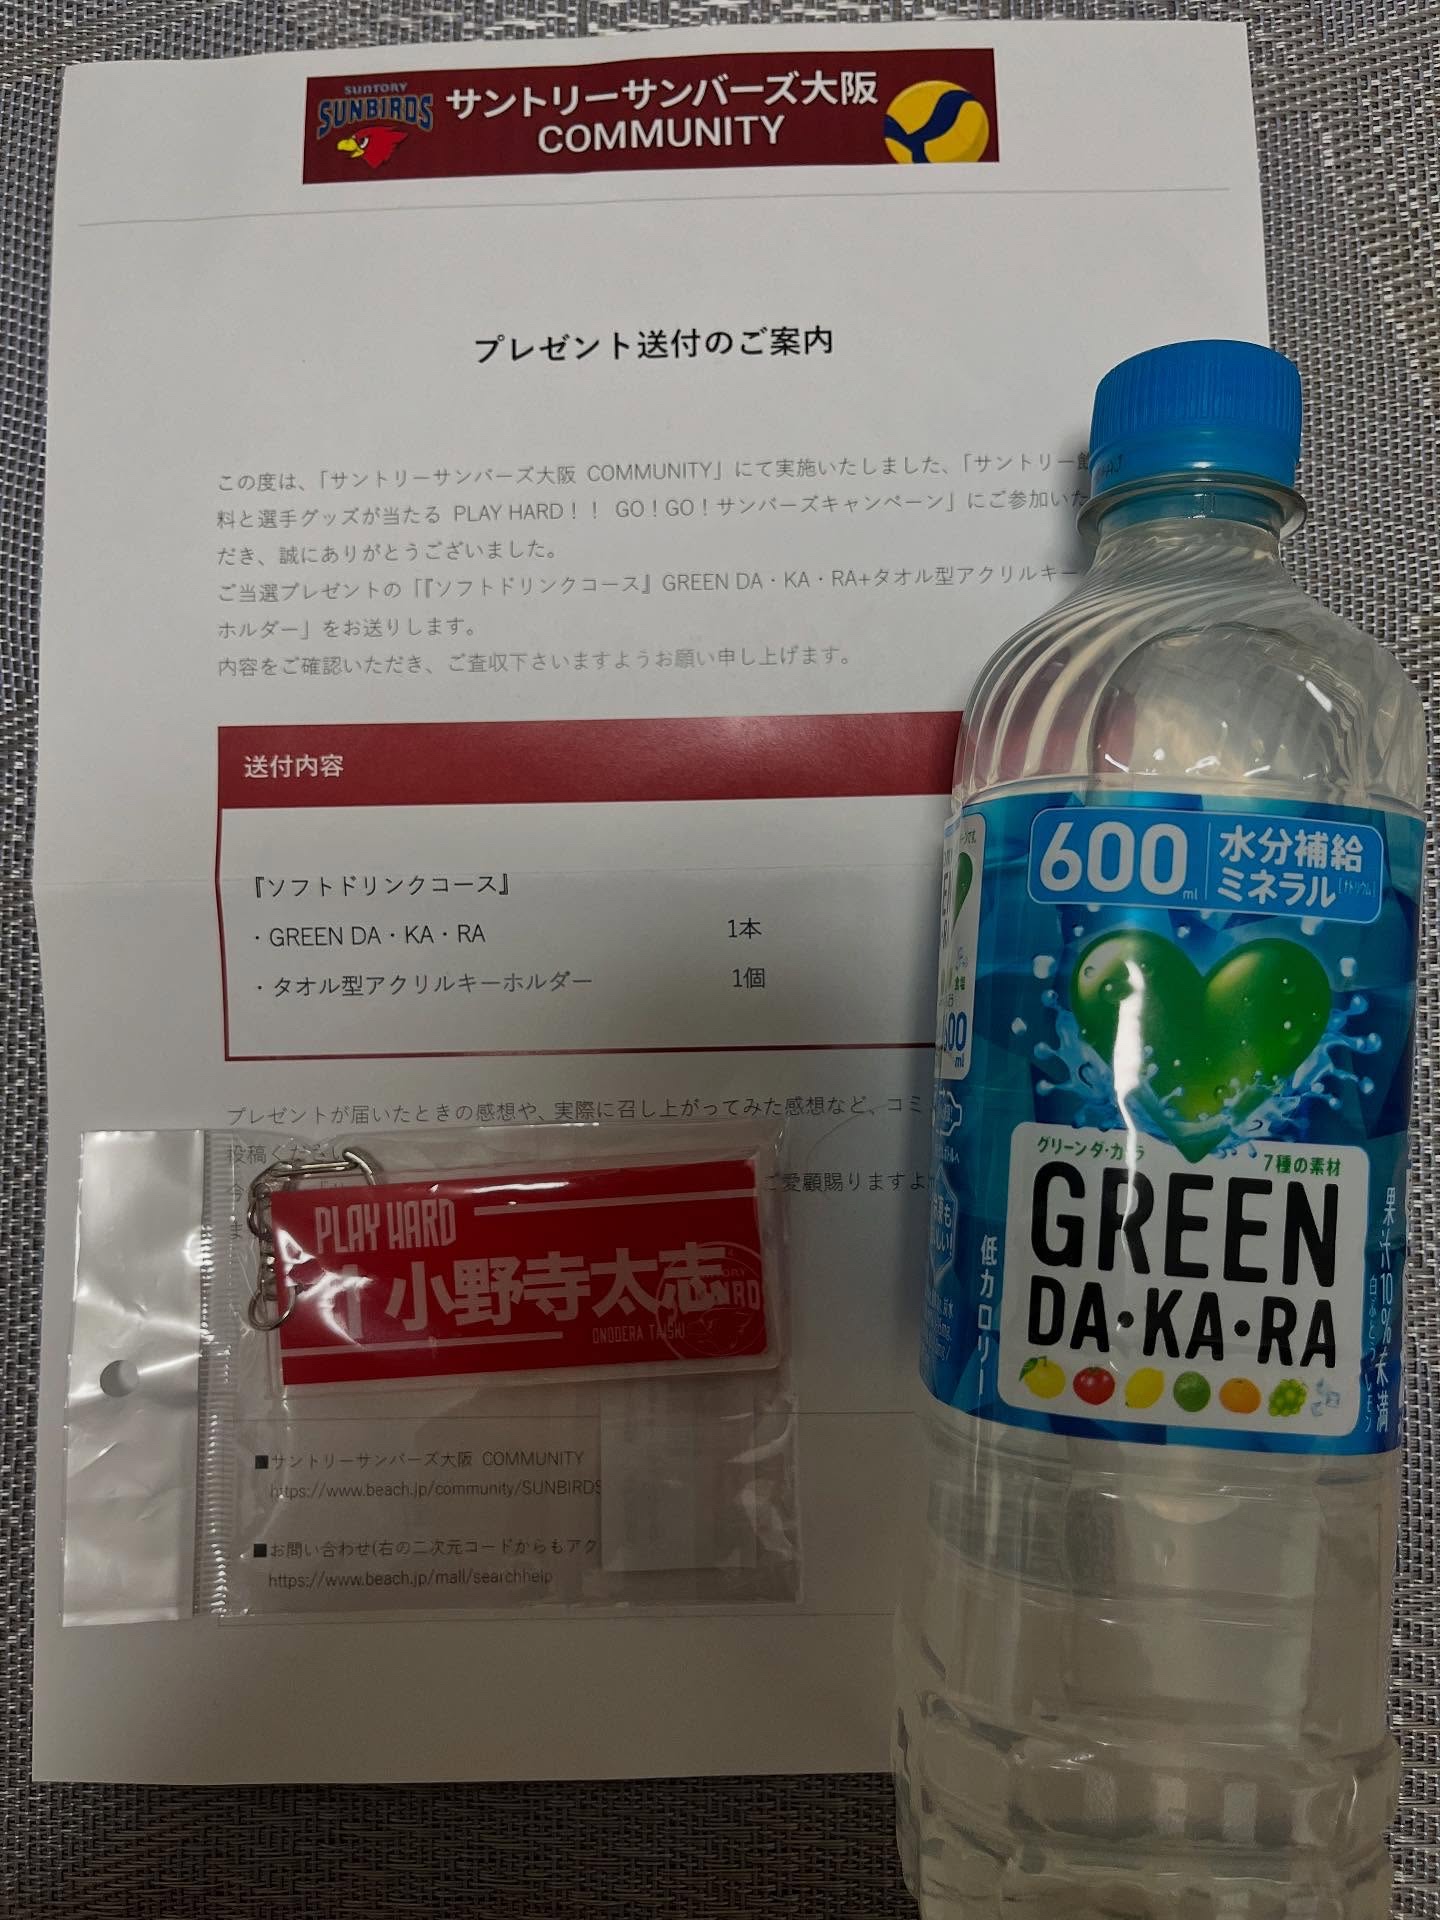 SUNTORY
SUNBIRDS
サントリーサンバーズ大阪
COMMUNITY
プレゼント送付のご案内
この度は、「サントリーサンバーズ大阪 COMMUNITY」にて実施いたしました、「サントリー
料と選手グッズが当たる PLAY HARD！！ GO！GO！サンバーズキャンペーン」にご参加いた
だき、誠にありがとうございました。
ご当選プレゼントの「『ソフトドリンクコース』GREEN DA・KA・RA+タオル型アクリルキー
ホルダー」をお送りします。
内容をご確認いただき、ご査収下さいますようお願い申し上げます。
送付内容
『ソフトドリンクコース』
・GREEN DA・KA・RA 1本
・タオル型アクリルキーホルダー 1個
プレゼントが届いたときの感想や、実際に召し上がってみた感想など、コミ
投稿ください
ご愛顧賜りますよ
PLAY HARD
小野寺太志
ONODERA TAISHI
■サントリーサンバーズ大阪 COMMUNITY
https://www.beach.jp/community/SUNBIRDS
■お問い合わせ(右の二次元コードからもアク
https://www.beach.jp/mall/searchhelp
600ml
水分補給
ミネラル[ナトリウム]
グリーン ダ・カ・ラ
7種の素材
GREEN
DA・KA・RA
低カロリー
果汁10%未満
白ぶどう・レモン